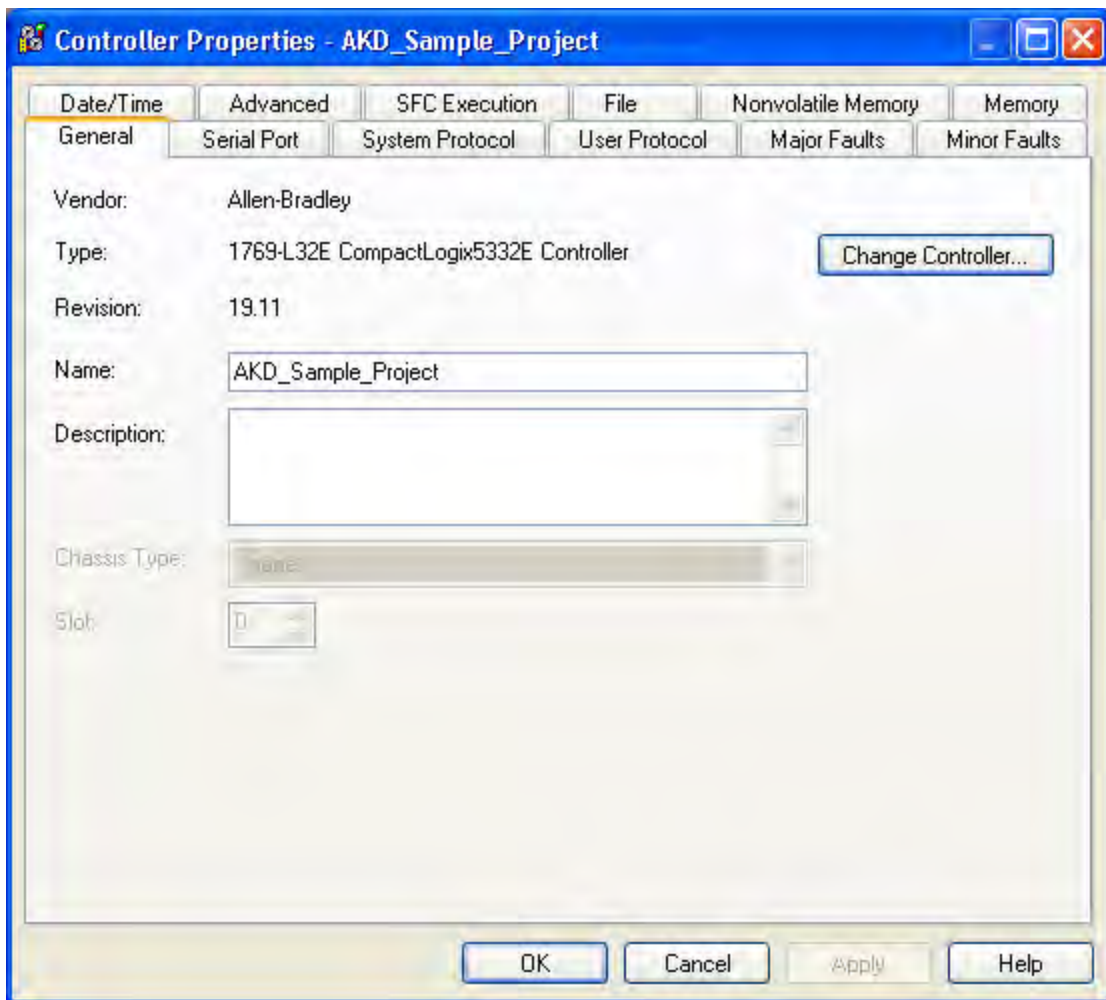 Controller Properties - AKD_Sample_Project
Date/Time Advanced SFC Execution File Nonvolatile Memory Memory
General Serial Port System Protocol User Protocol Major Faults Minor Faults
Vendor: Allen-Bradley
Type: 1769-L32E CompactLogix5332E Controller Change Controller...
Revision: 19.11
Name: AKD_Sample_Project
Description:
Chassis Type:
Slot: 0
OK Cancel Apply Help